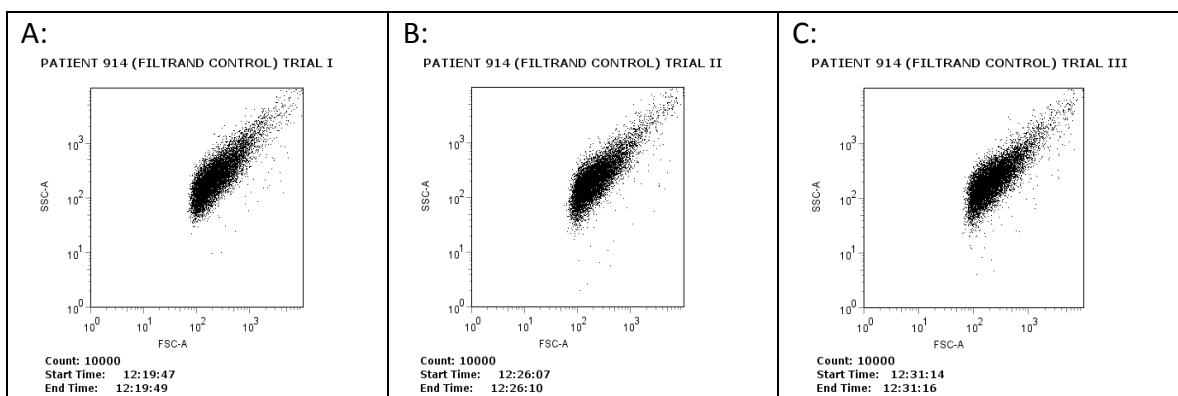 A:
PATIENT 914 (FILTRAND CONTROL) TRIAL I
10^3
10^2
10^1
10^0
SSC-A
10^0 10^1 10^2 10^3
FSC-A
Count: 10000
Start Time: 12:19:47
End Time: 12:19:49
B:
PATIENT 914 (FILTRAND CONTROL) TRIAL II
10^3
10^2
10^1
10^0
SSC-A
10^0 10^1 10^2 10^3
FSC-A
Count: 10000
Start Time: 12:26:07
End Time: 12:26:10
C:
PATIENT 914 (FILTRAND CONTROL) TRIAL III
10^3
10^2
10^1
10^0
SSC-A
10^0 10^1 10^2 10^3
FSC-A
Count: 10000
Start Time: 12:31:14
End Time: 12:31:16